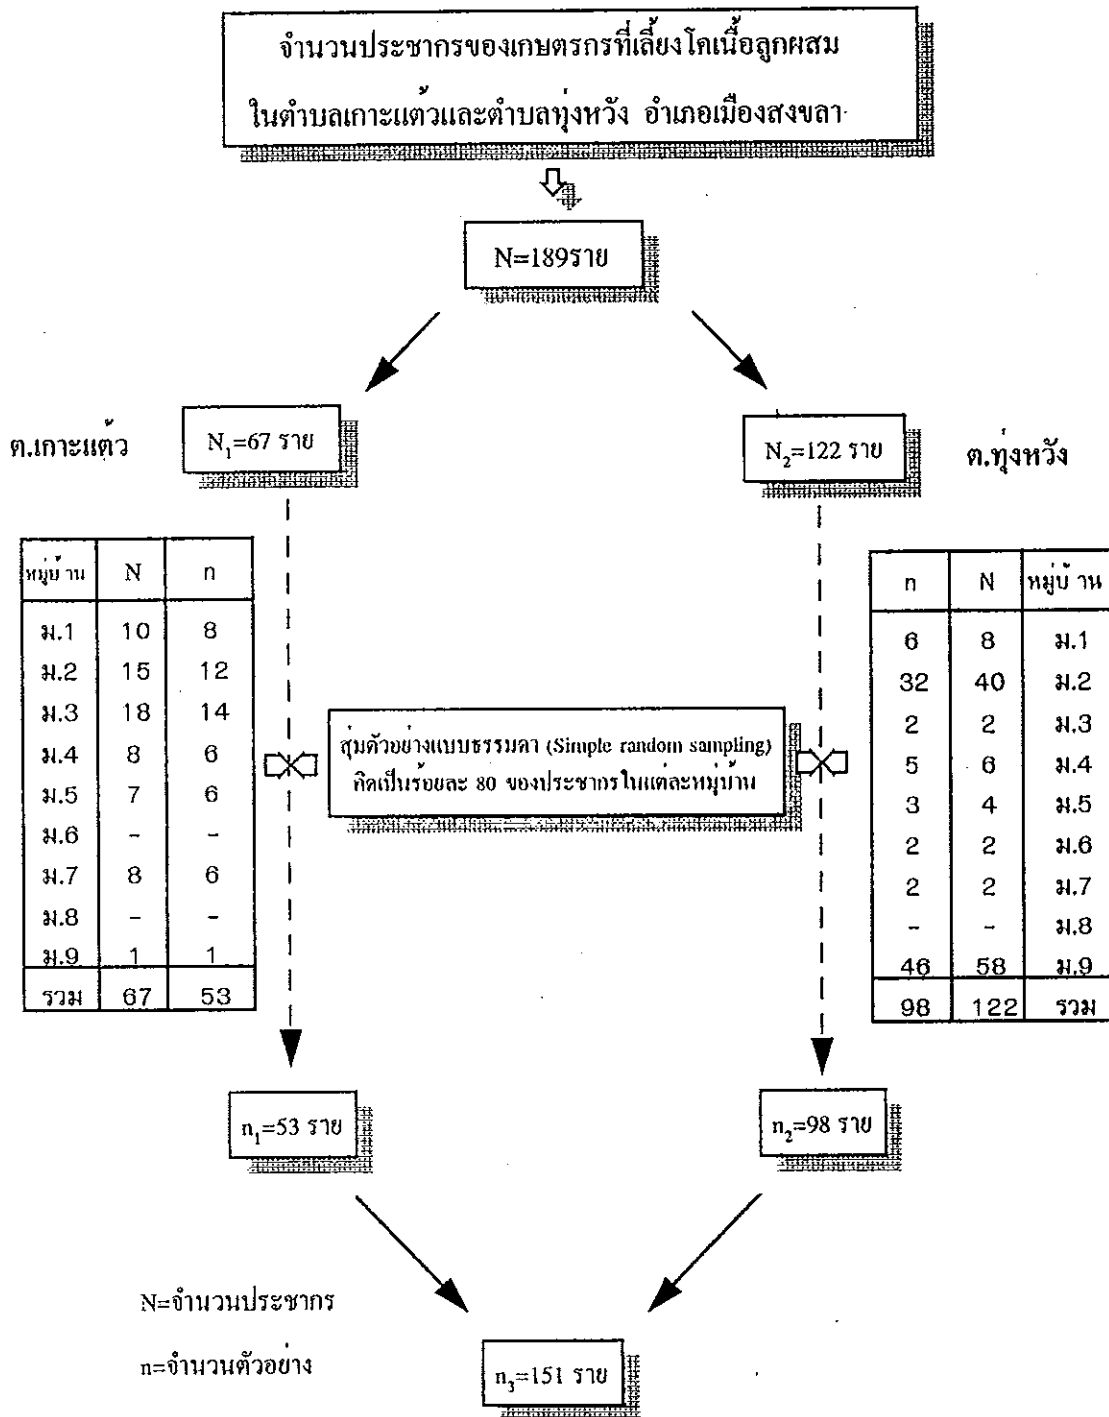 จำนวนประชากรของเกษตรกรที่เลี้ยงโคเนื้อลูกผสม
ในตำบลเกาะแต้วและตำบลทุ่งหวัง อำเภอเมืองสงขลา
N=189ราย
ต.เกาะแต้ว
N₁=67 ราย
N₂=122 ราย
ต.ทุ่งหวัง
หมู่บ้าน N n
ม.1 10 8
ม.2 15 12
ม.3 18 14
ม.4 8 6
ม.5 7 6
ม.6 - -
ม.7 8 6
ม.8 - -
ม.9 1 1
รวม 67 53
สุ่มตัวอย่างแบบธรรมดา (Simple random sampling)
คิดเป็นร้อยละ 80 ของประชากรในแต่ละหมู่บ้าน
n N หมู่บ้าน
6 8 ม.1
32 40 ม.2
2 2 ม.3
5 6 ม.4
3 4 ม.5
2 2 ม.6
2 2 ม.7
- - ม.8
46 58 ม.9
98 122 รวม
n₁=53 ราย
n₂=98 ราย
N=จำนวนประชากร
n=จำนวนตัวอย่าง
n₃=151 ราย